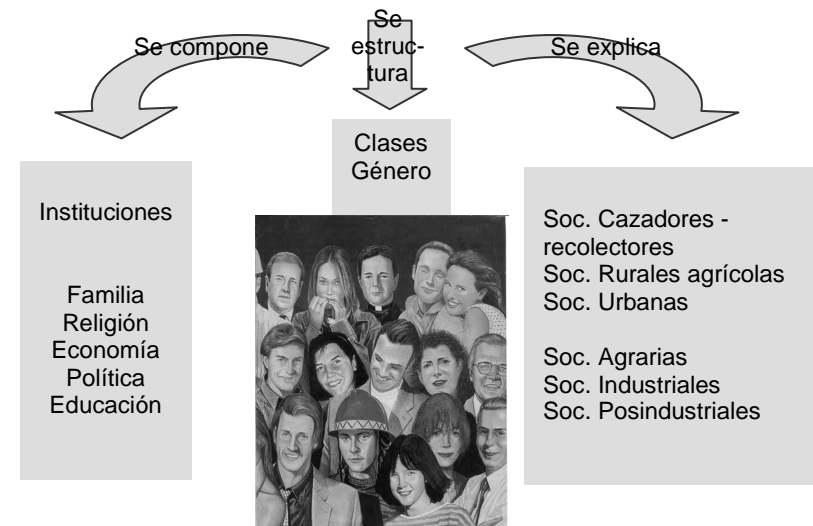 Se compone
Se
estruc-
tura
Se explica
Clases
Género
Instituciones
Familia
Religión
Economía
Política
Educación
Soc. Cazadores -
recolectores
Soc. Rurales agrícolas
Soc. Urbanas
Soc. Agrarias
Soc. Industriales
Soc. Posindustriales